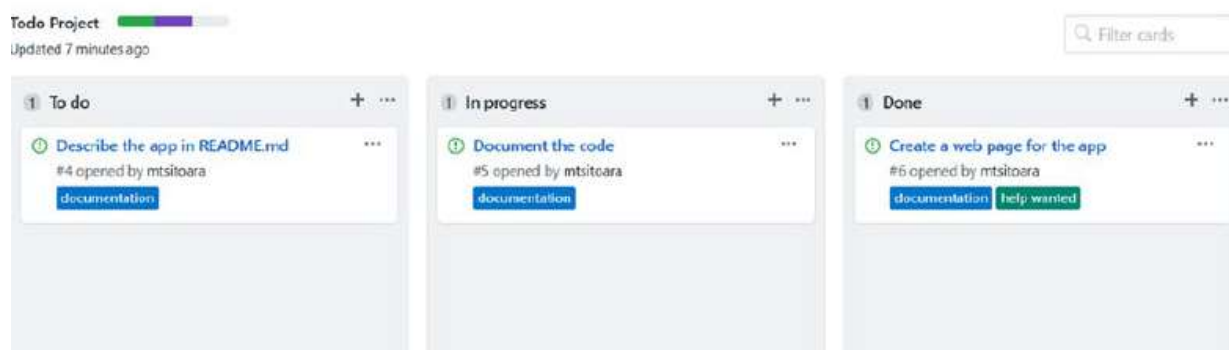 Todo Project
Updated 7 minutes ago
Filter cards
1 To do
Describe the app in README.md
#4 opened by mtsitoara
documentation
1 In progress
Document the code
#5 opened by mtsitoara
documentation
1 Done
Create a web page for the app
#6 opened by mtsitoara
documentation help wanted